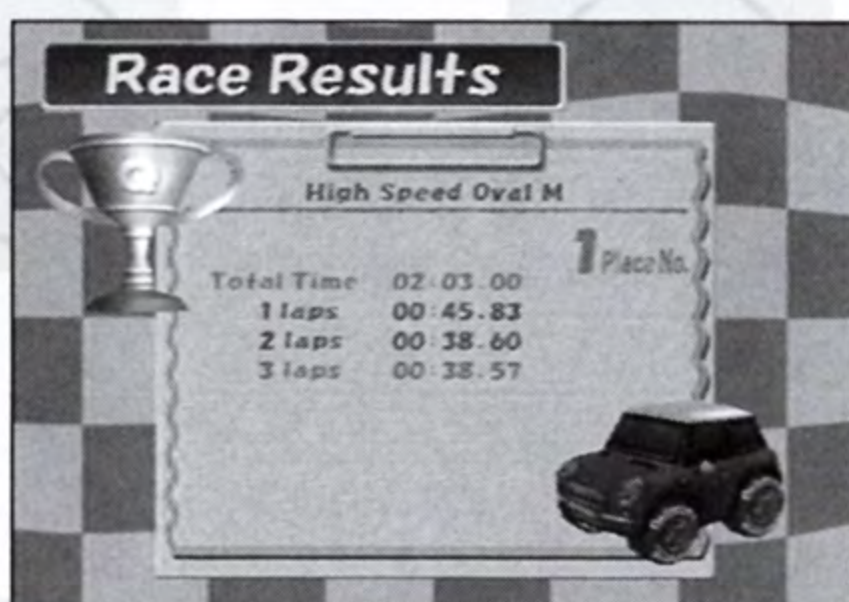 Race Results
Q
High Speed Oval M
1 Place No.
Total Time 02:03.00
1 laps 00:45.83
2 laps 00:38.60
3 laps 00:38.57